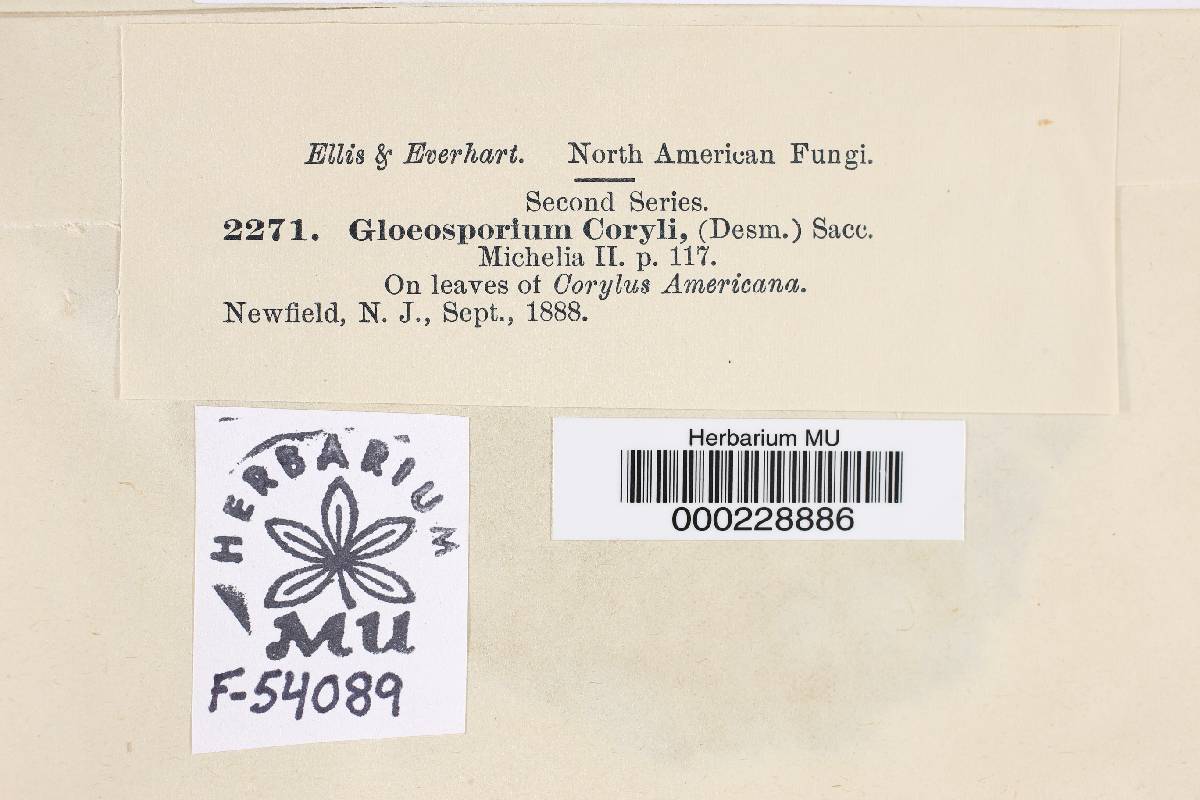 Ellis & Everhart. North American Fungi.
Second Series.
2271. Gloeosporium Coryli, (Desm.) Sacc.
Michelia II. p. 117.
On leaves of Corylus Americana.
Newfield, N. J., Sept., 1888.
HERBARIUM
MU
F-54089
Herbarium MU
000228886